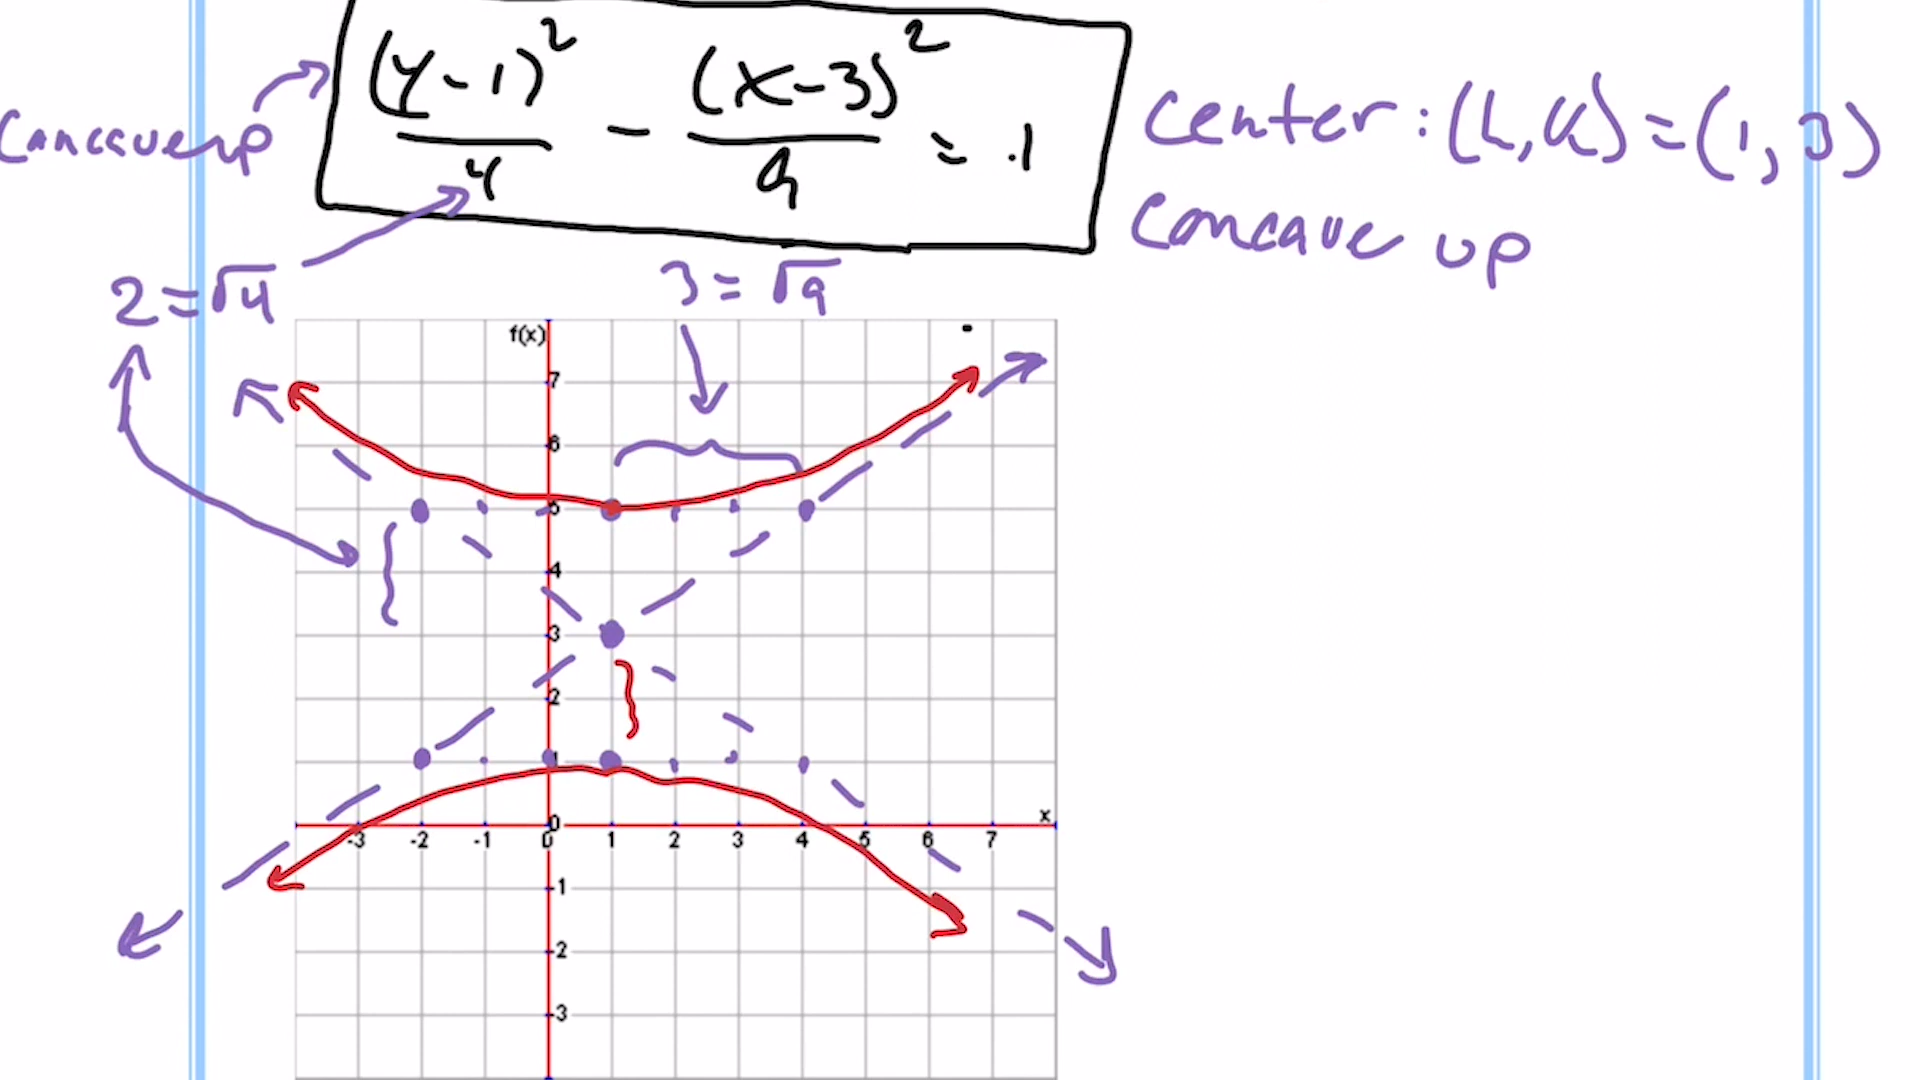 (y-1)² / 4 - (x-3)² / 9 = 1
center: (h,k) = (1, 3)
concave up
concave up
2 = √4
3 = √9
f(x)
7
6
5
4
3
2
1
0
x
-3 -2 -1 0 1 2 3 4 5 6 7
-1
-2
-3